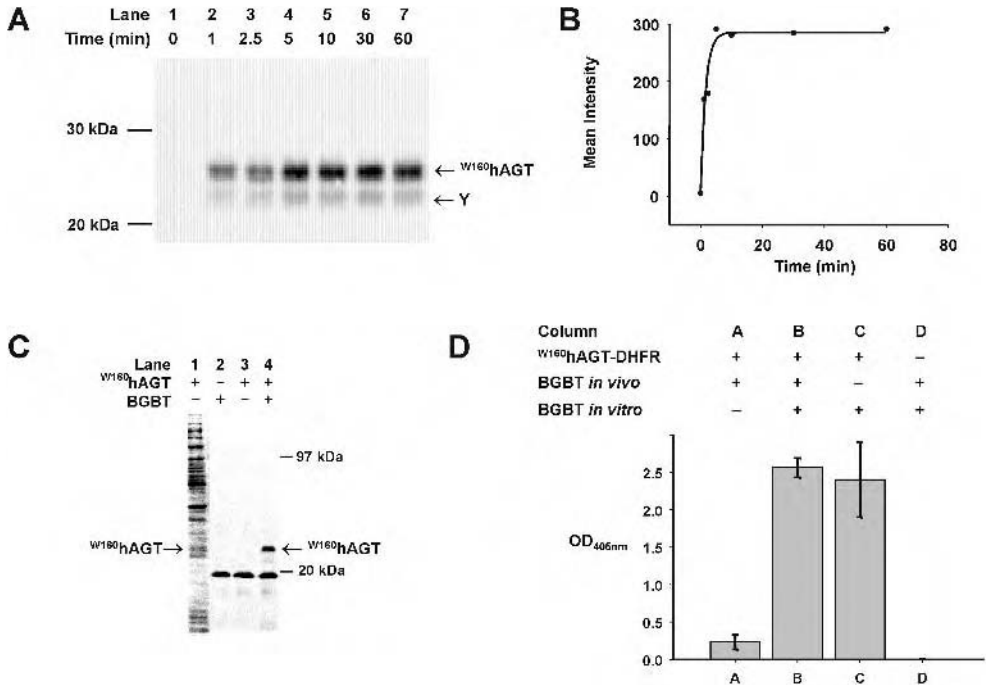 A
Lane 1 2 3 4 5 6 7
Time (min) 0 1 2.5 5 10 30 60
30 kDa
W160hAGT
Y
20 kDa
B
300
200
100
0
Mean Intensity
0 20 40 60 80
Time (min)
C
Lane 1 2 3 4
W160hAGT + − + +
BGBT − + − +
97 kDa
W160hAGT
W160hAGT
20 kDa
D
Column A B C D
W160hAGT-DHFR + + + −
BGBT in vivo + + − +
BGBT in vitro − + + +
2.5
2.0
1.5
1.0
0.5
0.0
OD405nm
A B C D